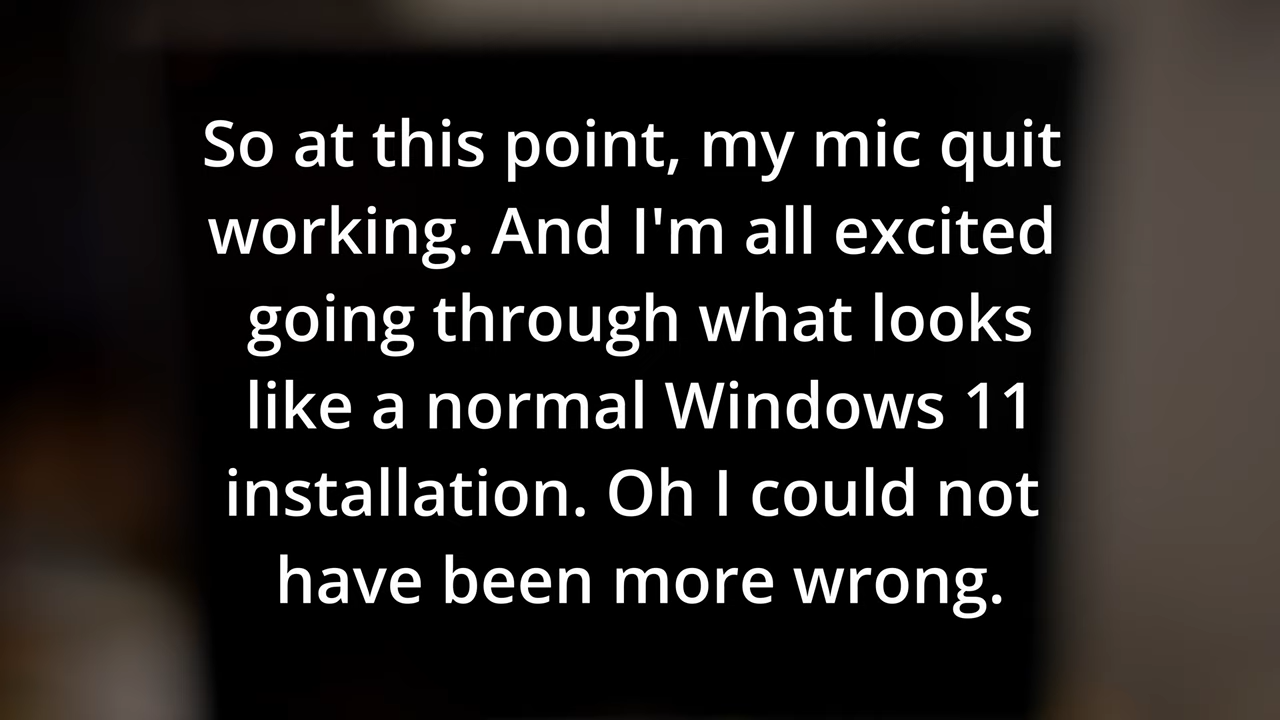 So at this point, my mic quit
working. And I'm all excited
going through what looks
like a normal Windows 11
installation. Oh I could not
have been more wrong.